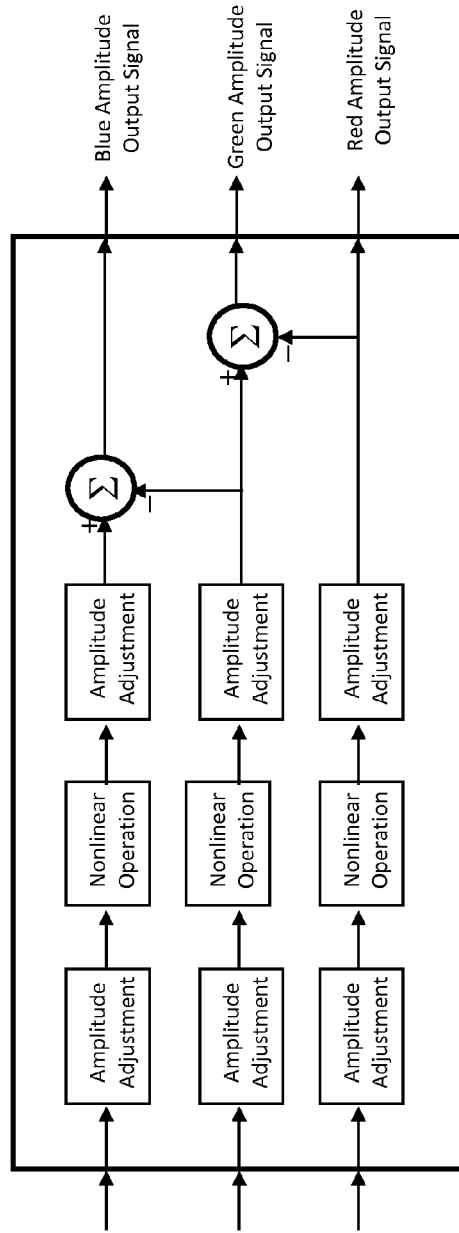 Amplitude
Adjustment
Nonlinear
Operation
Amplitude
Adjustment
+
−
Σ
Blue Amplitude
Output Signal
Amplitude
Adjustment
Nonlinear
Operation
Amplitude
Adjustment
+
−
Σ
Green Amplitude
Output Signal
Amplitude
Adjustment
Nonlinear
Operation
Amplitude
Adjustment
Red Amplitude
Output Signal